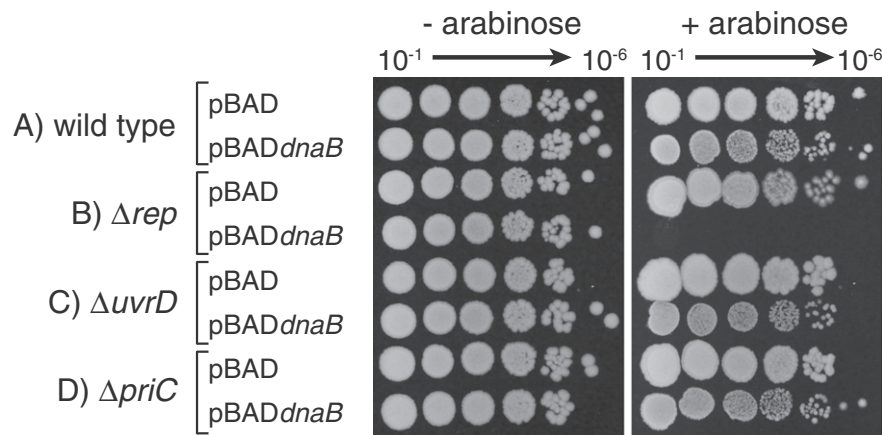 - arabinose + arabinose
10⁻¹ 10⁻⁶ 10⁻¹ 10⁻⁶
A) wild type
pBAD
pBADdnaB
B) Δrep
pBAD
pBADdnaB
C) ΔuvrD
pBAD
pBADdnaB
D) ΔpriC
pBAD
pBADdnaB